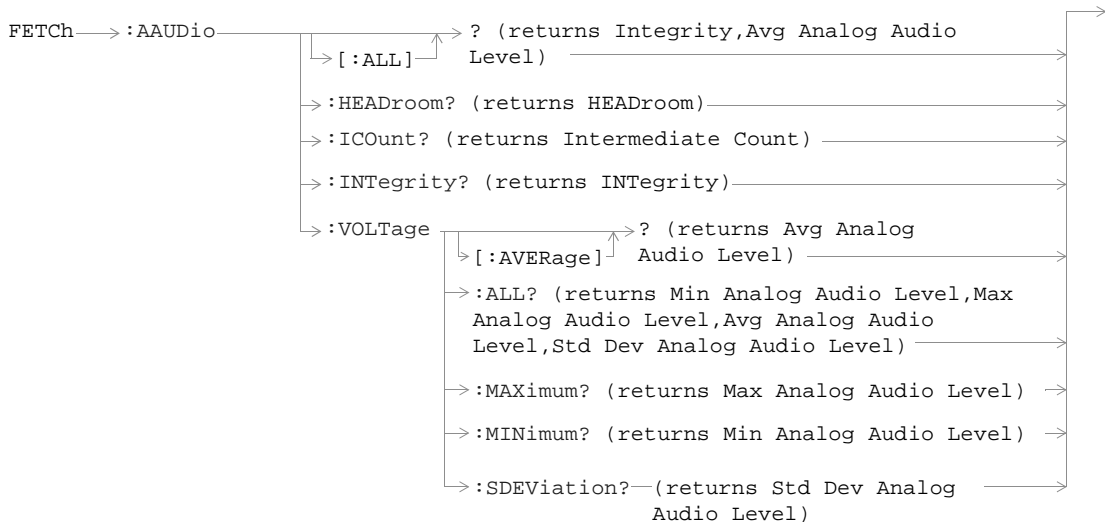 FETCh :AAUDio ? (returns Integrity,Avg Analog Audio
[:ALL] Level)
:HEADroom? (returns HEADroom)
:ICOunt? (returns Intermediate Count)
:INTegrity? (returns INTegrity)
:VOLTage ? (returns Avg Analog
[:AVERage] Audio Level)
:ALL? (returns Min Analog Audio Level,Max
Analog Audio Level,Avg Analog Audio
Level,Std Dev Analog Audio Level)
:MAXimum? (returns Max Analog Audio Level)
:MINimum? (returns Min Analog Audio Level)
:SDEViation? (returns Std Dev Analog
Audio Level)